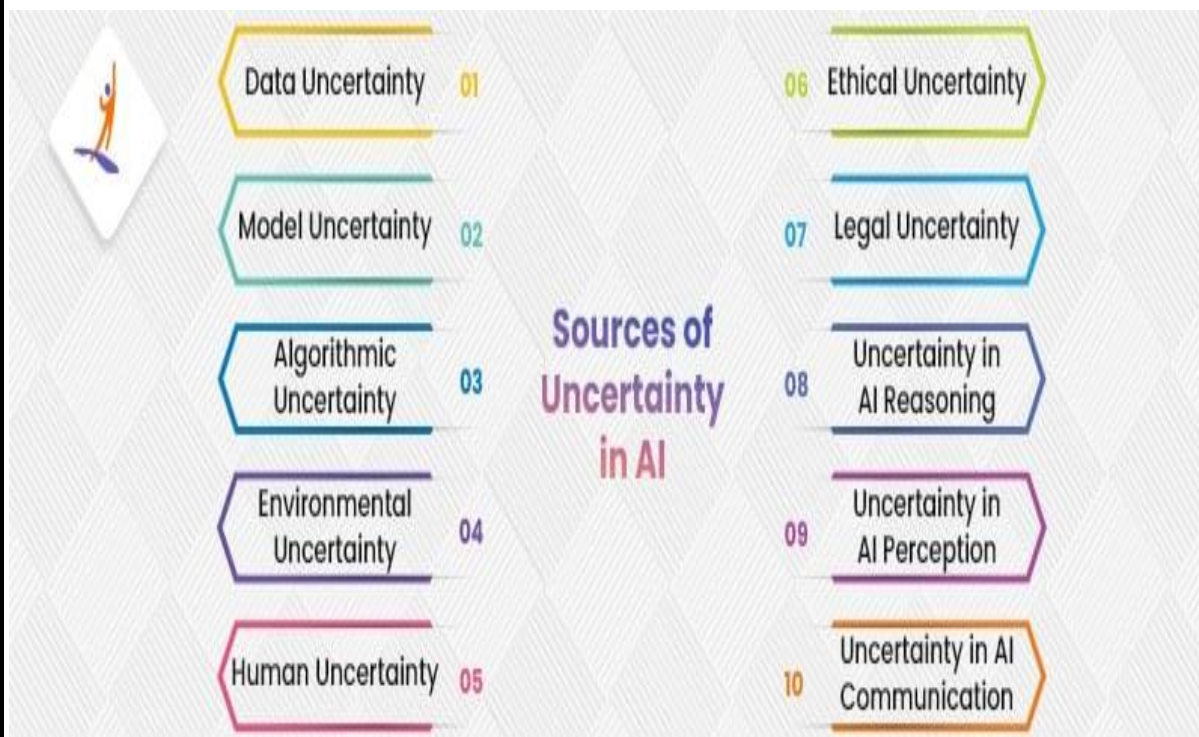 Data Uncertainty 01
Model Uncertainty 02
Algorithmic
Uncertainty
03
Environmental
Uncertainty
04
Human Uncertainty 05
Sources of
Uncertainty
in AI
06 Ethical Uncertainty
07 Legal Uncertainty
08
Uncertainty in
AI Reasoning
09
Uncertainty in
AI Perception
10
Uncertainty in AI
Communication